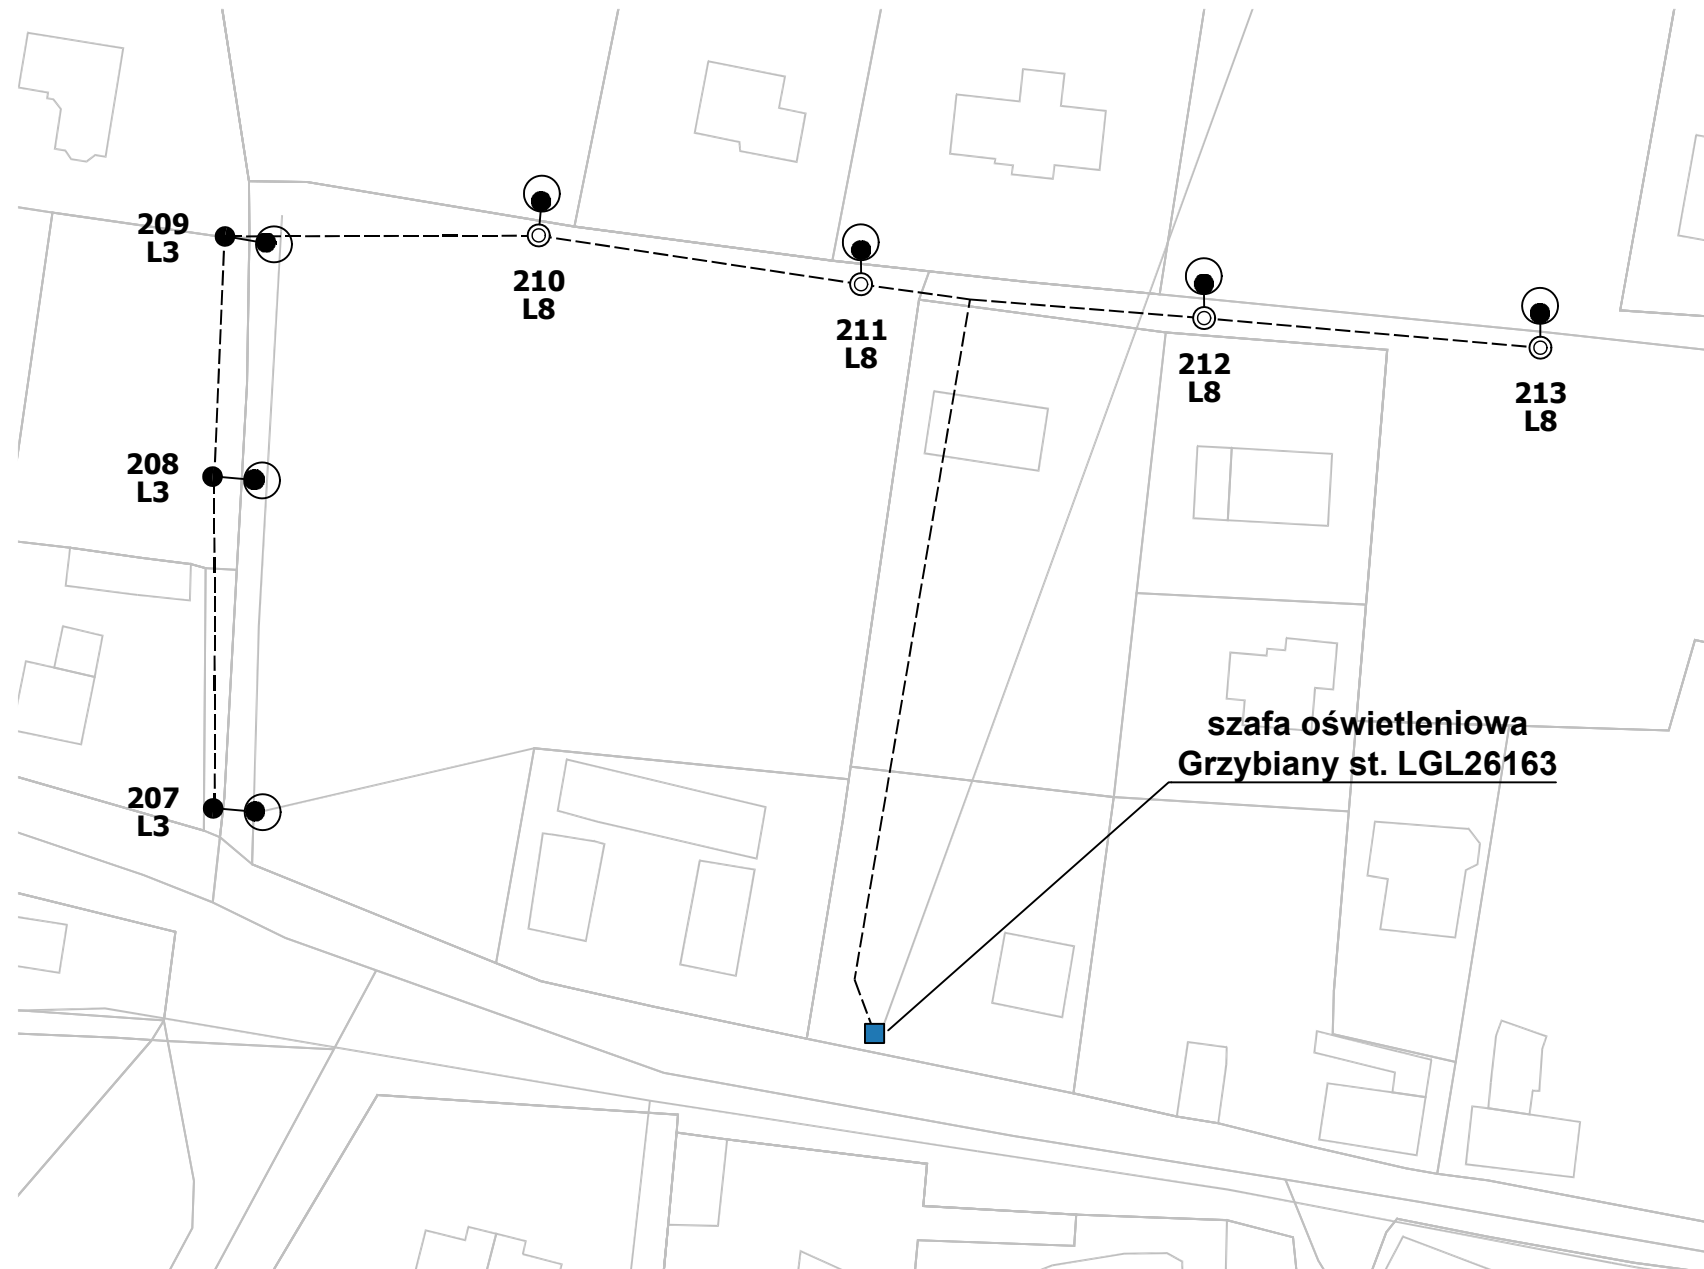 209
L3
210
L8
211
L8
212
L8
213
L8
208
L3
207
L3
szafa oświetleniowa
Grzybiany st. LGL26163